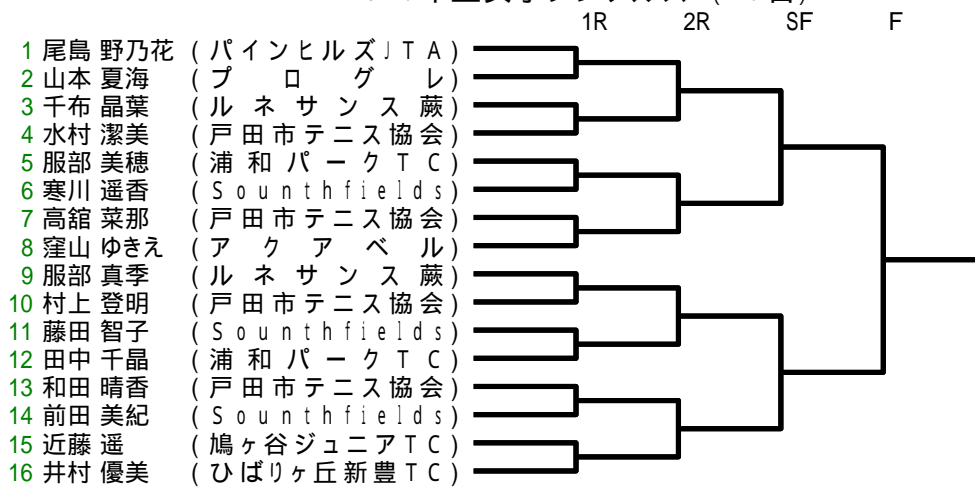 1R 2R SF F
1 尾島 野乃花 (パインヒルズJTA)
2 山本 夏海 (プログレ)
3 千布 晶葉 (ルネサンス蕨)
4 水村 潔美 (戸田市テニス協会)
5 服部 美穂 (浦和パークTC)
6 寒川 遥香 (Sounthfields)
7 高舘 菜那 (戸田市テニス協会)
8 窪山 ゆきえ (アクアベル)
9 服部 真季 (ルネサンス蕨)
10 村上 登明 (戸田市テニス協会)
11 藤田 智子 (Sounthfields)
12 田中 千晶 (浦和パークTC)
13 和田 晴香 (戸田市テニス協会)
14 前田 美紀 (Sounthfields)
15 近藤 遥 (鳩ヶ谷ジュニアTC)
16 井村 優美 (ひばりヶ丘新豊TC)